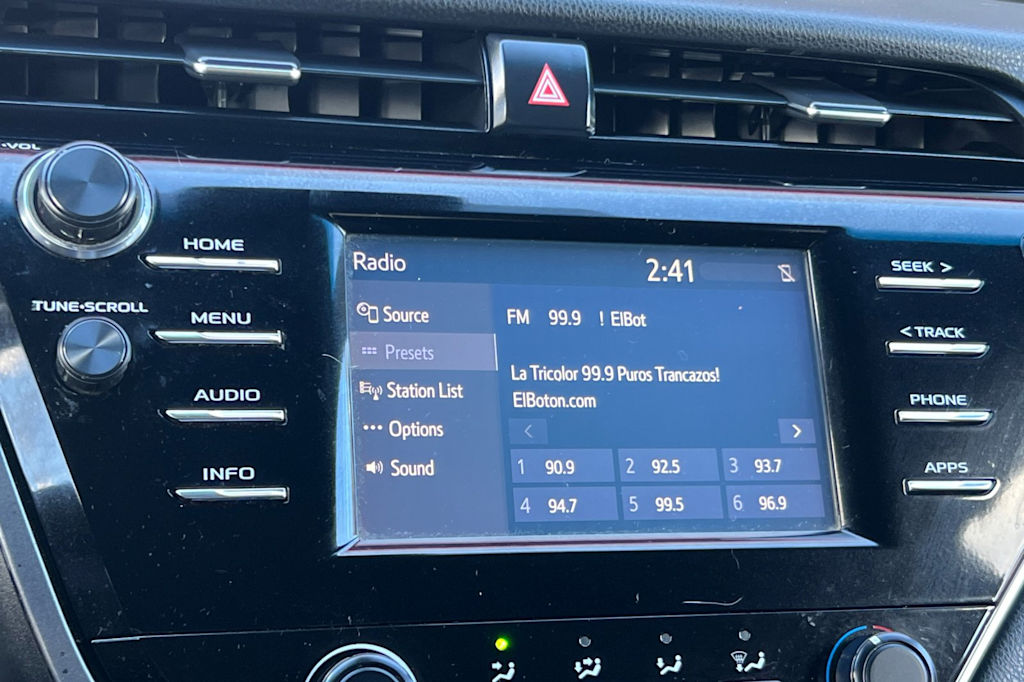 •VOL
HOME
TUNE•SCROLL
MENU
AUDIO
INFO
Radio
2:41
Source
Presets
Station List
Options
Sound
FM 99.9 ! ElBot
La Tricolor 99.9 Puros Trancazos!
ElBoton.com
< >
1 90.9 2 92.5 3 93.7
4 94.7 5 99.5 6 96.9
SEEK >
< TRACK
PHONE
APPS